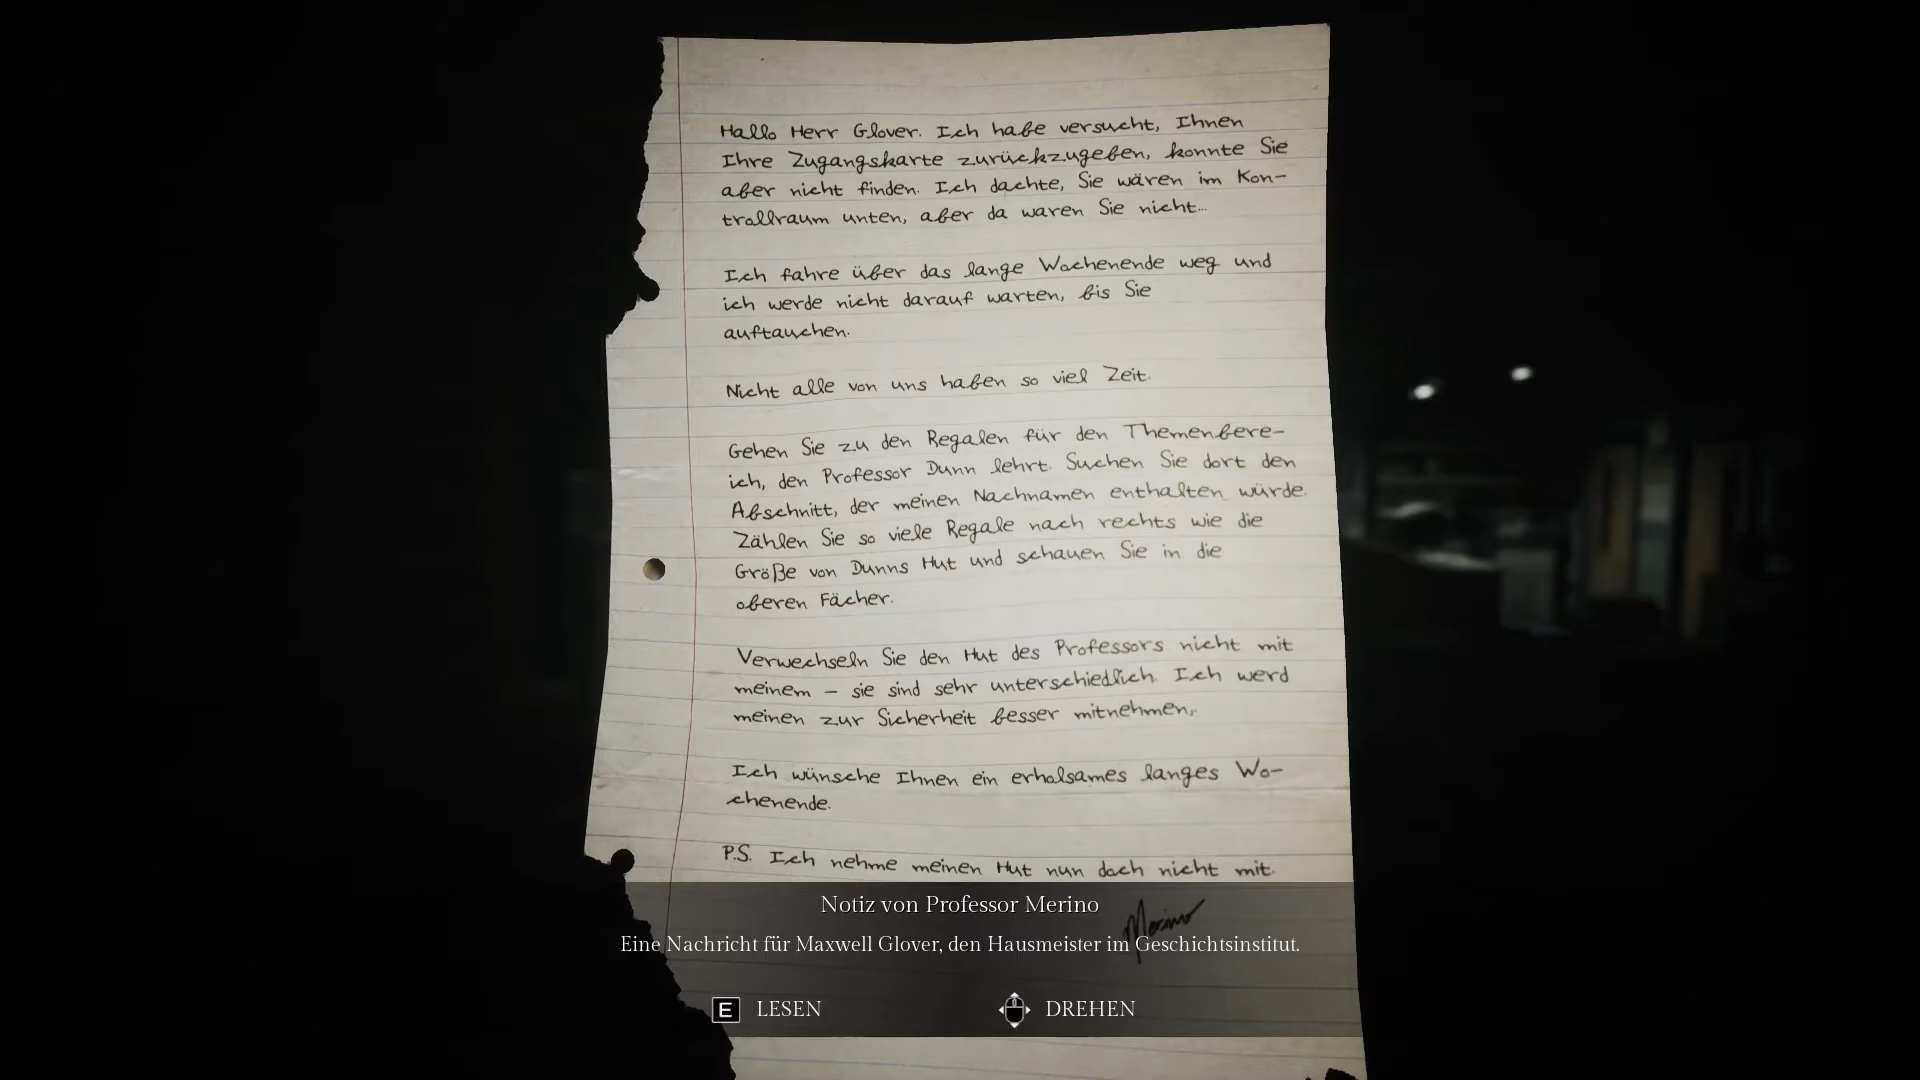 Hallo Herr Glover. Ich habe versucht, Ihnen
Ihre Zugangskarte zurückzugeben, konnte Sie
aber nicht finden. Ich dachte, Sie wären im Kon-
trollraum unten, aber da waren Sie nicht...
Ich fahre über das lange Wochenende weg und
ich werde nicht darauf warten, bis Sie
auftauchen.
Nicht alle von uns haben so viel Zeit.
Gehen Sie zu den Regalen für den Themenbere-
ich, den Professor Dunn lehrt. Suchen Sie dort den
Abschnitt, der meinen Nachnamen enthalten würde.
Zählen Sie so viele Regale nach rechts wie die
Größe von Dunns Hut und schauen Sie in die
oberen Fächer.
Verwechseln Sie den Hut des Professors nicht mit
meinem – sie sind sehr unterschiedlich. Ich werd
meinen zur Sicherheit besser mitnehmen.
Ich wünsche Ihnen ein erholsames langes Wo-
chenende.
P.S. Ich nehme meinen Hut nun doch nicht mit.
Merino
Notiz von Professor Merino
Eine Nachricht für Maxwell Glover, den Hausmeister im Geschichtsinstitut.
E LESEN DREHEN